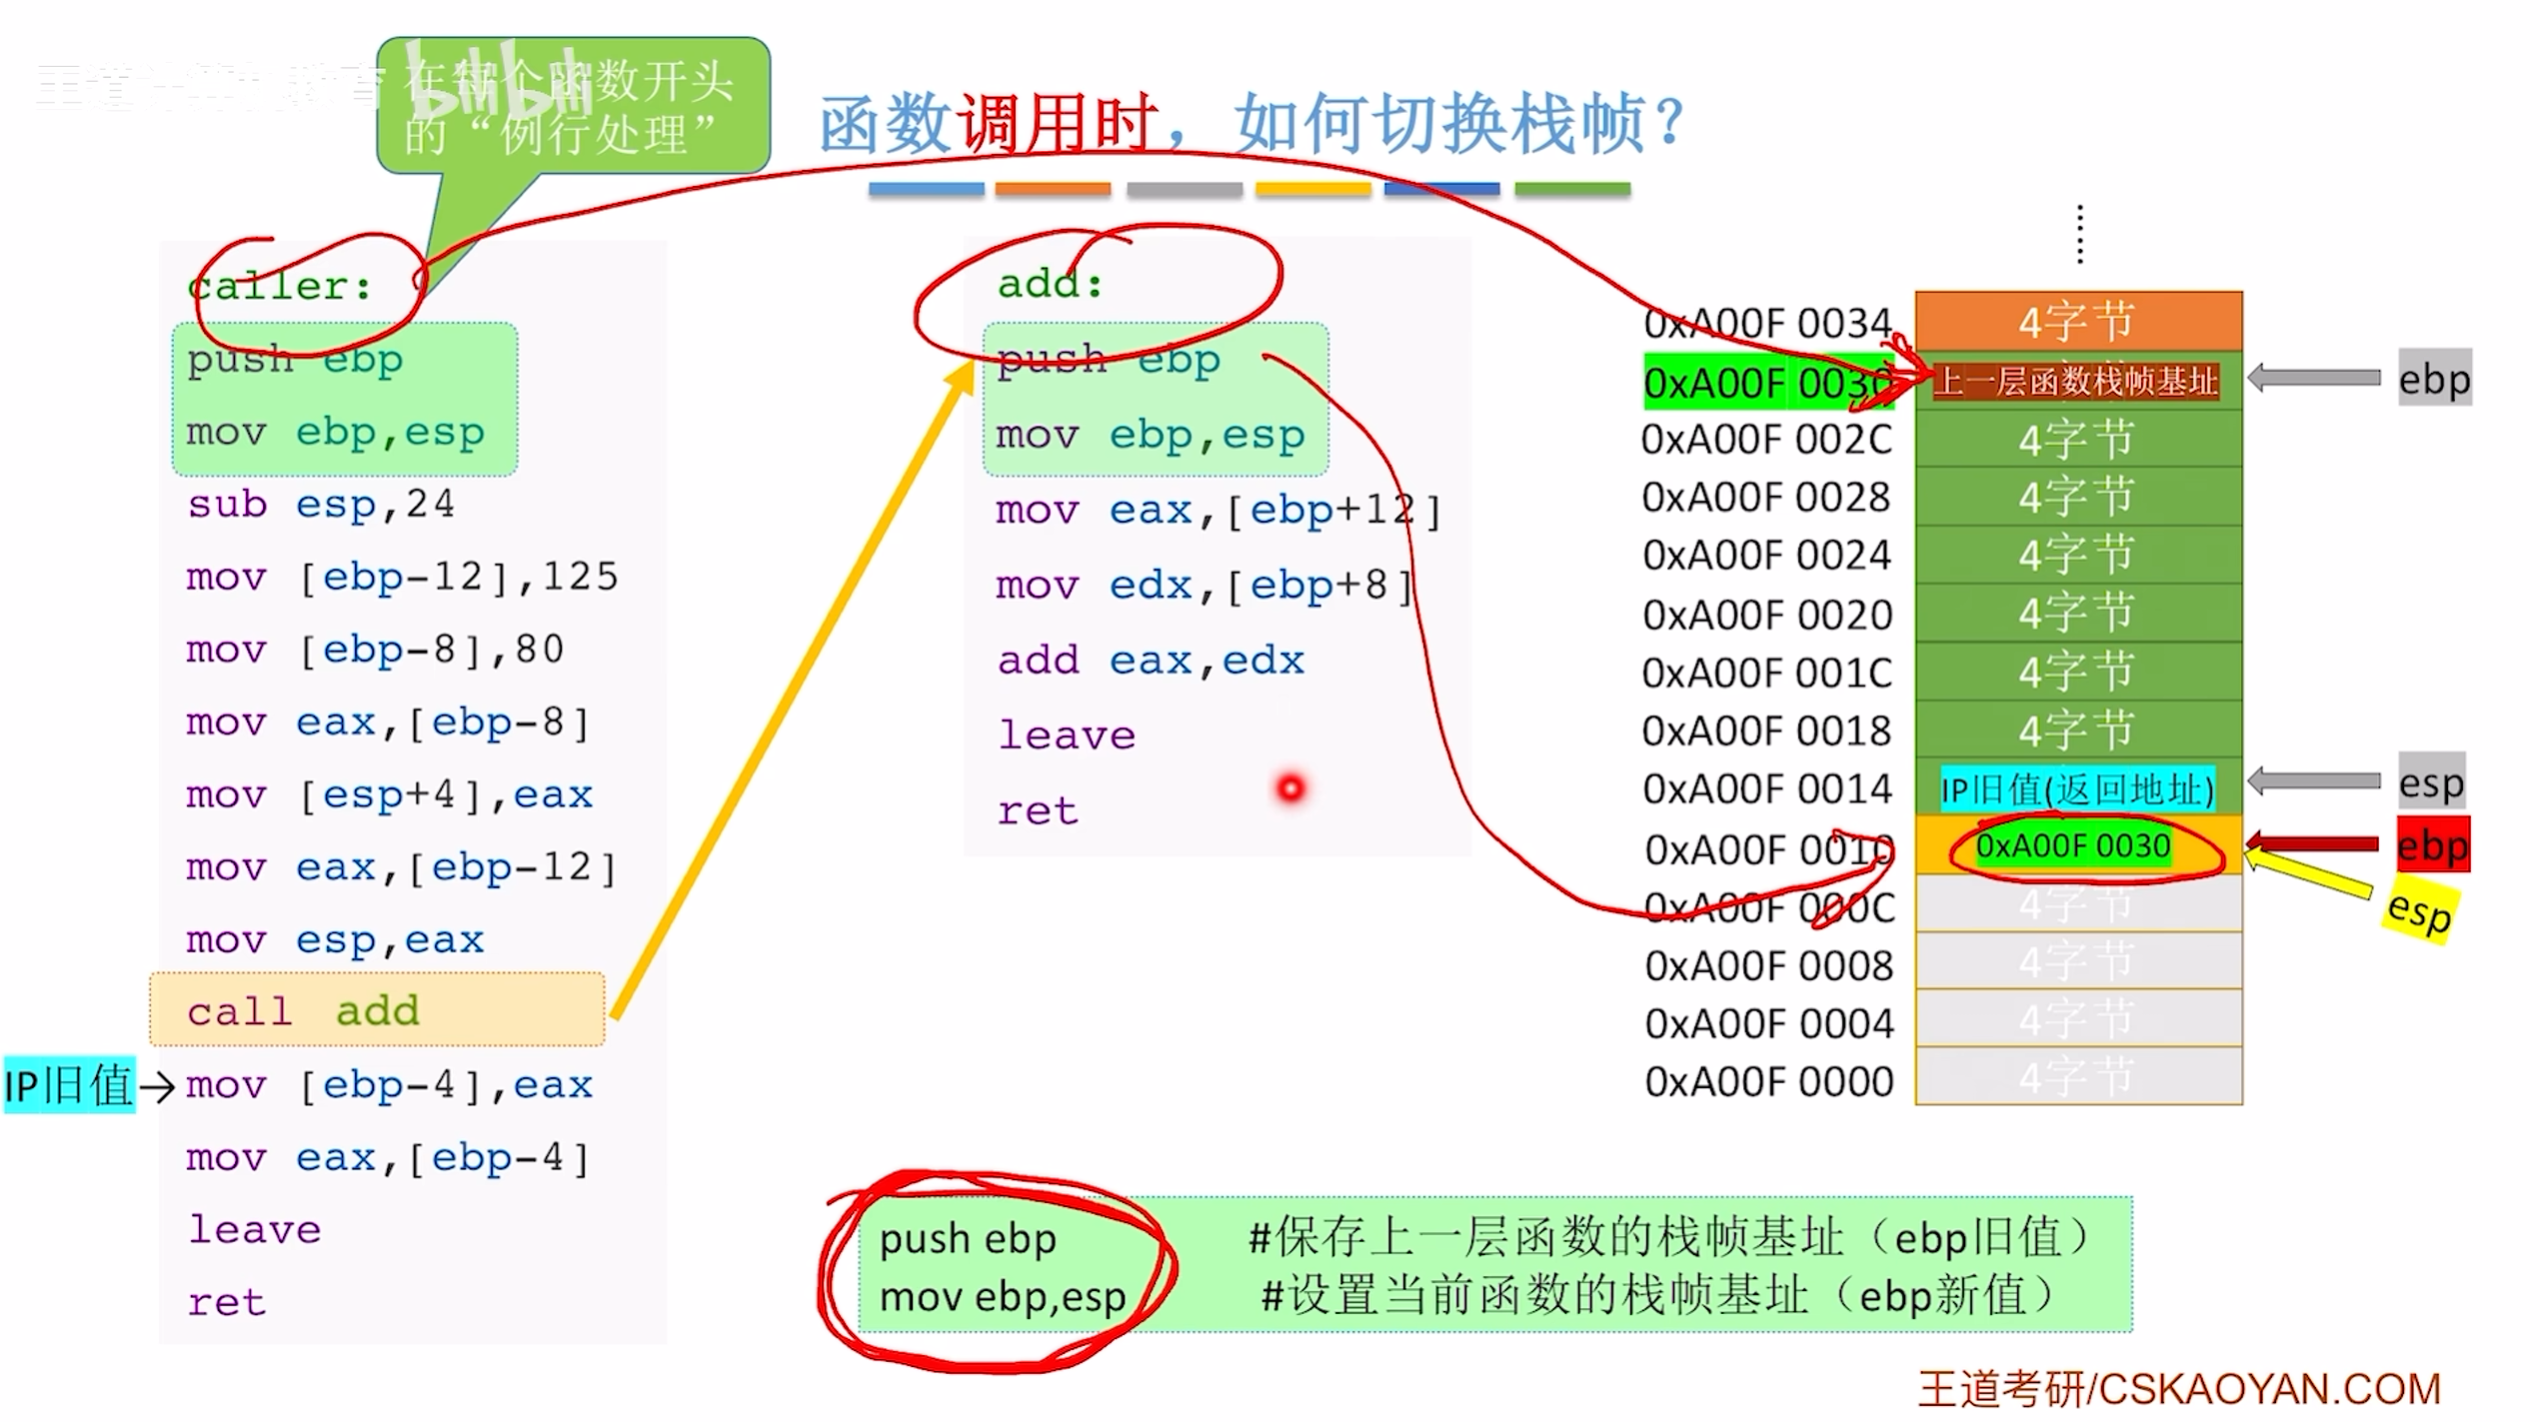 在每个函数开头
的“例行处理”
bilibili
函数调用时，如何切换栈帧？
caller:
push ebp
mov ebp,esp
sub esp,24
mov [ebp-12],125
mov [ebp-8],80
mov eax,[ebp-8]
mov [esp+4],eax
mov eax,[ebp-12]
mov esp,eax
call add
IP旧值→mov [ebp-4],eax
mov eax,[ebp-4]
leave
ret
add:
push ebp
mov ebp,esp
mov eax,[ebp+12]
mov edx,[ebp+8]
add eax,edx
leave
ret
0xA00F 0034 4字节
0xA00F 0030 上一层函数栈帧基址 ebp
0xA00F 002C 4字节
0xA00F 0028 4字节
0xA00F 0024 4字节
0xA00F 0020 4字节
0xA00F 001C 4字节
0xA00F 0018 4字节
0xA00F 0014 IP旧值(返回地址) esp
0xA00F 0010 0xA00F 0030 ebp
esp
0xA00F 000C 4字节
0xA00F 0008 4字节
0xA00F 0004 4字节
0xA00F 0000 4字节
push ebp #保存上一层函数的栈帧基址（ebp旧值）
mov ebp,esp #设置当前函数的栈帧基址（ebp新值）
王道考研/CSKAOYAN.COM